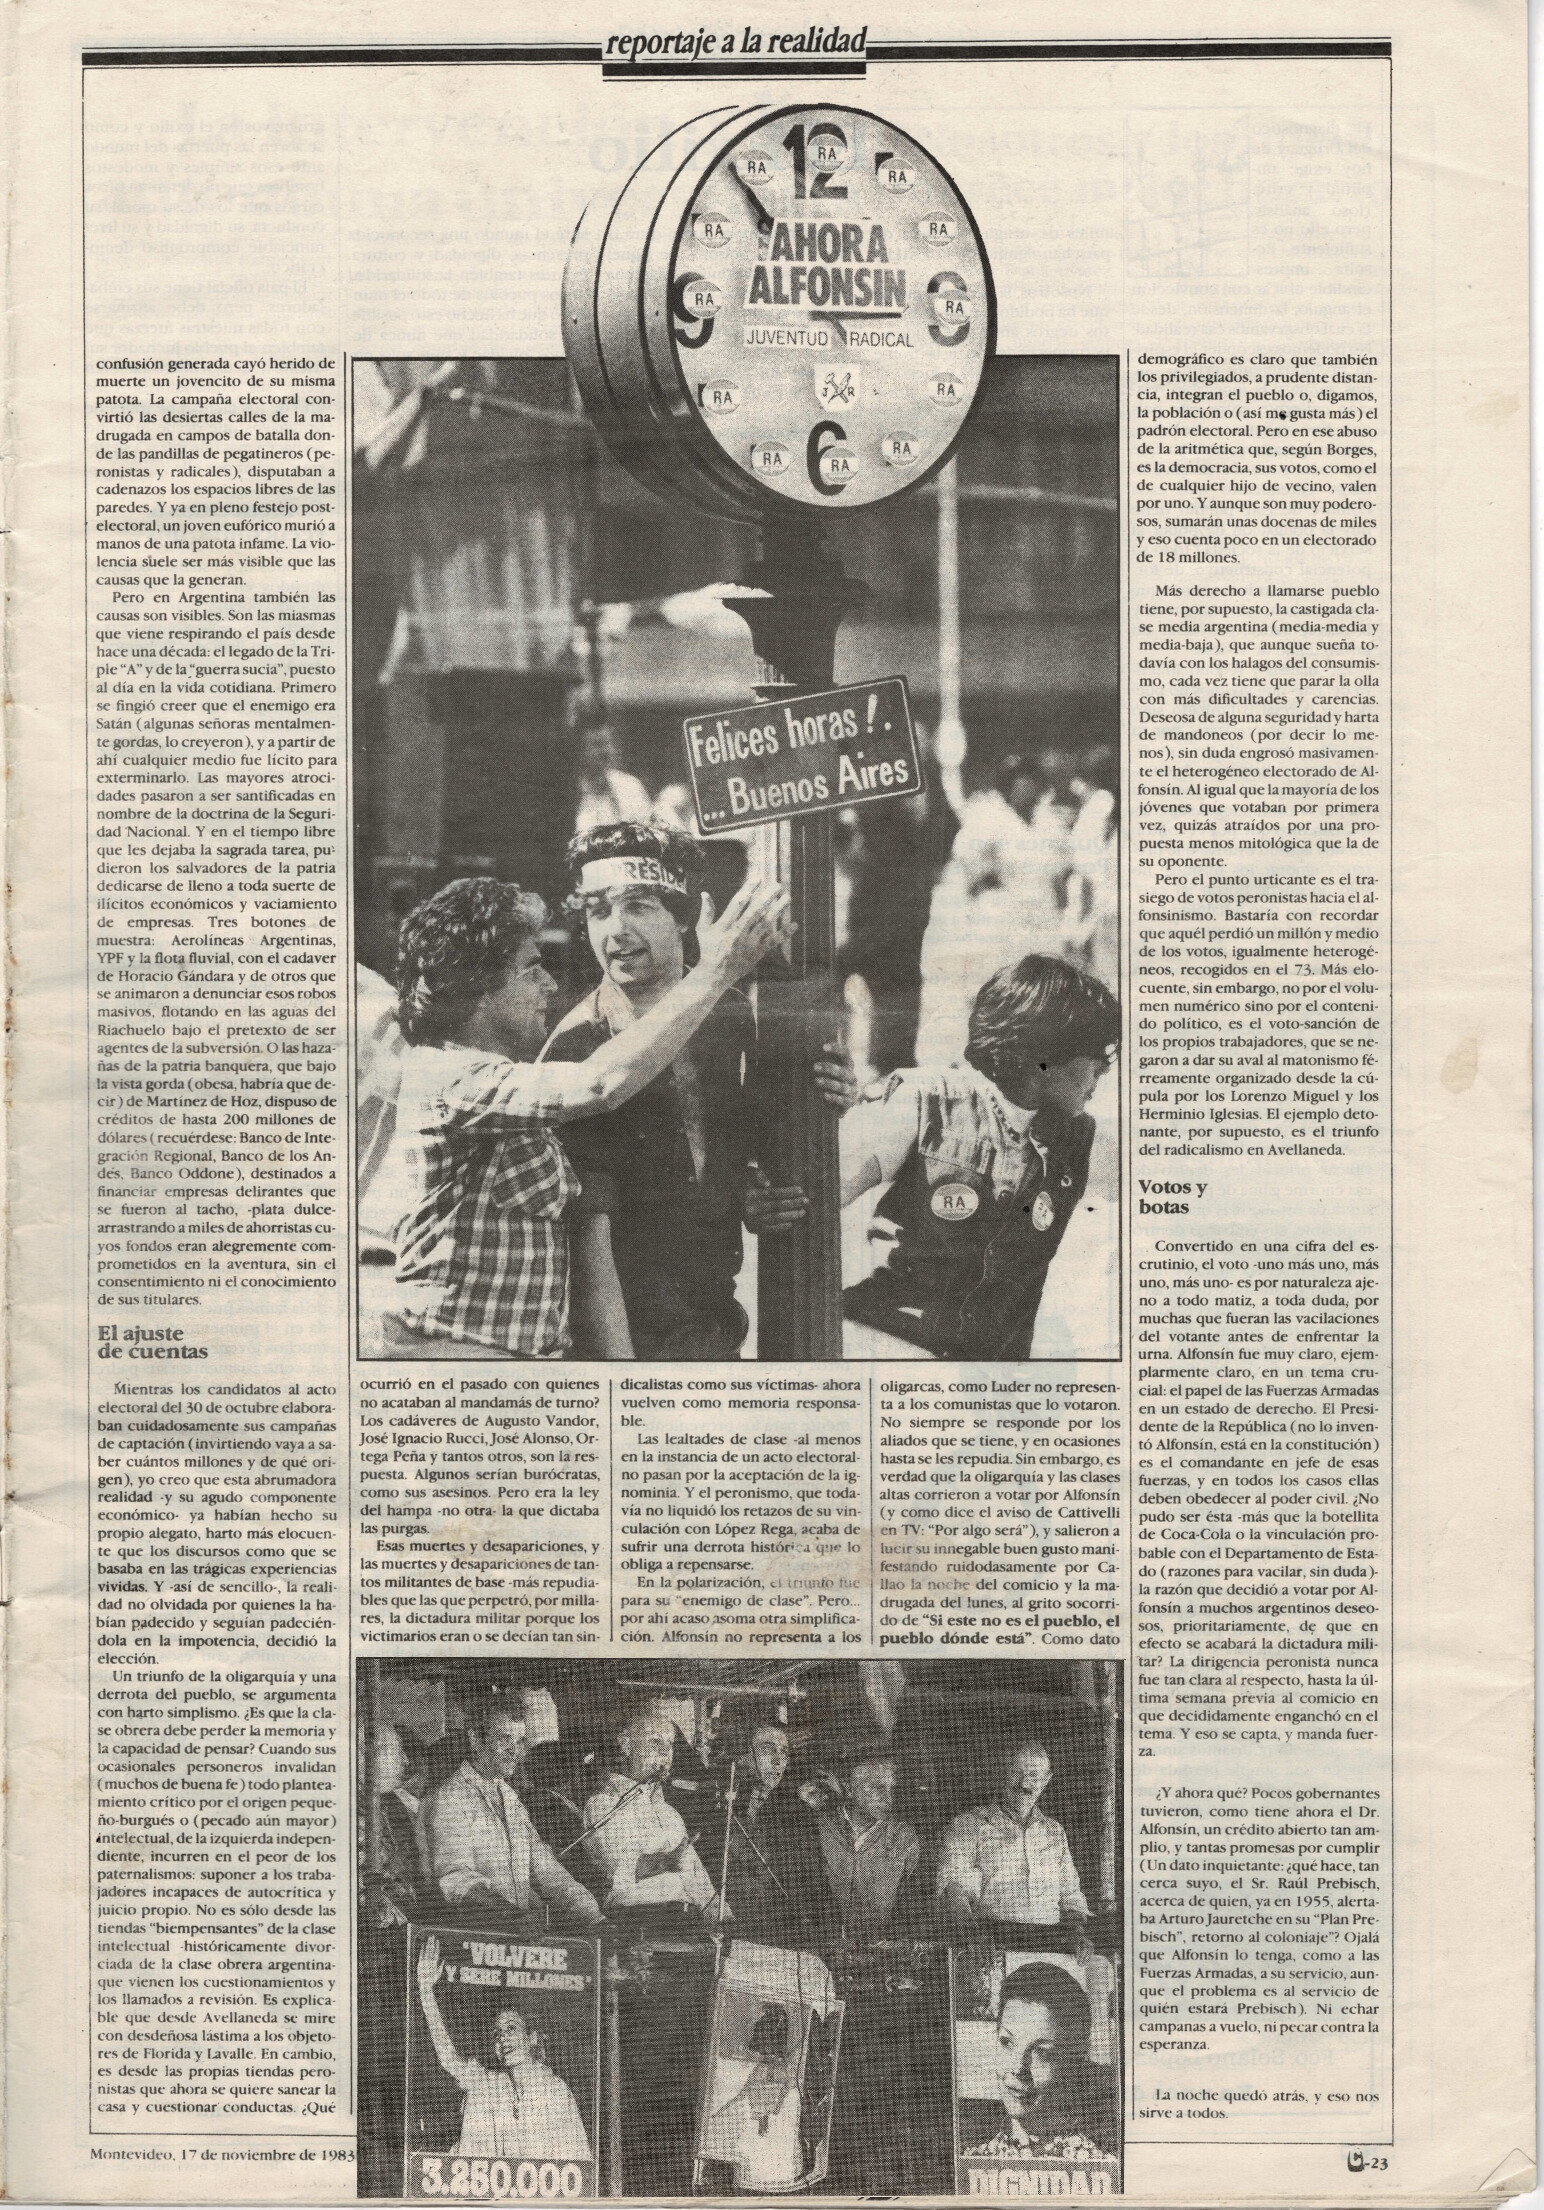 reportaje a la realidad
12
RA
RA
RA
RA
RA
AHORA
ALFONSIN
9
RA
RA
JUVENTUD RADICAL
J R
RA
RA
6
RA
RA
RA
Felices horas!.
...Buenos Aires
PRESIDE
RA
confusión generada cayó herido de
muerte un jovencito de su misma
patota. La campaña electoral con-
virtió las desiertas calles de la ma-
drugada en campos de batalla don-
de las pandillas de pegatineros (pe-
ronistas y radicales), disputaban a
cadenazos los espacios libres de las
paredes. Y ya en pleno festejo post-
electoral, un joven eufórico murió a
manos de una patota infame. La vio-
lencia suele ser más visible que las
causas que la generan.
Pero en Argentina también las
causas son visibles. Son las miasmas
que viene respirando el país desde
hace una década: el legado de la Tri-
ple "A" y de la "guerra sucia", puesto
al día en la vida cotidiana. Primero
se fingió creer que el enemigo era
Satán (algunas señoras mentalmen-
te gordas, lo creyeron), y a partir de
ahí cualquier medio fue lícito para
exterminarlo. Las mayores atroci-
dades pasaron a ser santificadas en
nombre de la doctrina de la Seguri-
dad Nacional. Y en el tiempo libre
que les dejaba la sagrada tarea, pu-
dieron los salvadores de la patria
dedicarse de lleno a toda suerte de
ilícitos económicos y vaciamiento
de empresas. Tres botones de
muestra: Aerolíneas Argentinas,
YPF y la flota fluvial, con el cadaver
de Horacio Gándara y de otros que
se animaron a denunciar esos robos
masivos, flotando en las aguas del
Riachuelo bajo el pretexto de ser
agentes de la subversión. O las haza-
ñas de la patria banquera, que bajo
la vista gorda (obesa, habría que de-
cir) de Martínez de Hoz, dispuso de
créditos de hasta 200 millones de
dólares (recuérdese: Banco de Inte-
gración Regional, Banco de los An-
des, Banco Oddone), destinados a
financiar empresas delirantes que
se fueron al tacho, -plata dulce-
arrastrando a miles de ahorristas cu-
yos fondos eran alegremente com-
prometidos en la aventura, sin el
consentimiento ni el conocimiento
de sus titulares.
El ajuste
de cuentas
Mientras los candidatos al acto
electoral del 30 de octubre elabora-
ban cuidadosamente sus campañas
de captación (invirtiendo vaya a sa-
ber cuántos millones y de qué ori-
gen), yo creo que esta abrumadora
realidad -y su agudo componente
económico- ya habían hecho su
propio alegato, harto más elocuen-
te que los discursos como que se
basaba en las trágicas experiencias
vividas. Y -así de sencillo-, la reali-
dad no olvidada por quienes la ha-
bían padecido y seguían padecién-
dola en la impotencia, decidió la
elección.
Un triunfo de la oligarquía y una
derrota del pueblo, se argumenta
con harto simplismo. ¿Es que la cla-
se obrera debe perder la memoria y
la capacidad de pensar? Cuando sus
ocasionales personeros invalidan
(muchos de buena fe) todo plantea-
miento crítico por el origen peque-
ño-burgués o (pecado aún mayor)
intelectual, de la izquierda indepen-
diente, incurren en el peor de los
paternalismos: suponer a los traba-
jadores incapaces de autocrítica y
juicio propio. No es sólo desde las
tiendas "biempensantes" de la clase
intelectual -históricamente divor-
ciada de la clase obrera argentina-
que vienen los cuestionamientos y
los llamados a revisión. Es explica-
ble que desde Avellaneda se mire
con desdeñosa lástima a los objeto-
res de Florida y Lavalle. En cambio,
es desde las propias tiendas pero-
nistas que ahora se quiere sanear la
casa y cuestionar conductas. ¿Qué
ocurrió en el pasado con quienes
no acataban al mandamás de turno?
Los cadáveres de Augusto Vandor,
José Ignacio Rucci, José Alonso, Or-
tega Peña y tantos otros, son la res-
puesta. Algunos serían burócratas,
como sus asesinos. Pero era la ley
del hampa -no otra- la que dictaba
las purgas.
Esas muertes y desapariciones, y
las muertes y desapariciones de tan-
tos militantes de base -más repudia-
bles que las que perpetró, por milla-
res, la dictadura militar porque los
victimarios eran o se decían tan sin-
dicalistas como sus víctimas- ahora
vuelven como memoria responsa-
ble.
Las lealtades de clase -al menos
en la instancia de un acto electoral-
no pasan por la aceptación de la ig-
nominia. Y el peronismo, que toda-
vía no liquidó los retazos de su vin-
culación con López Rega, acaba de
sufrir una derrota histórica que lo
obliga a repensarse.
En la polarización, el triunfo fue
para su "enemigo de clase". Pero...
por ahí acaso asoma otra simplifica-
ción. Alfonsín no representa a los
oligarcas, como Luder no represen-
ta a los comunistas que lo votaron.
No siempre se responde por los
aliados que se tiene, y en ocasiones
hasta se les repudia. Sin embargo, es
verdad que la oligarquía y las clases
altas corrieron a votar por Alfonsín
(y como dice el aviso de Cattivelli
en TV: "Por algo será"), y salieron a
lucir su innegable buen gusto mani-
festando ruidodasamente por Ca-
llao la noche del comicio y la ma-
drugada del lunes, al grito socorri-
do de "Si este no es el pueblo, el
pueblo dónde está". Como dato
demográfico es claro que también
los privilegiados, a prudente distan-
cia, integran el pueblo o, digamos,
la población o (así me gusta más) el
padrón electoral. Pero en ese abuso
de la aritmética que, según Borges,
es la democracia, sus votos, como el
de cualquier hijo de vecino, valen
por uno. Y aunque son muy podero-
sos, sumarán unas docenas de miles
y eso cuenta poco en un electorado
de 18 millones.
Más derecho a llamarse pueblo
tiene, por supuesto, la castigada cla-
se media argentina (media-media y
media-baja), que aunque sueña to-
davía con los halagos del consumis-
mo, cada vez tiene que parar la olla
con más dificultades y carencias.
Deseosa de alguna seguridad y harta
de mandoneos (por decir lo me-
nos), sin duda engrosó masivamen-
te el heterogéneo electorado de Al-
fonsín. Al igual que la mayoría de los
jóvenes que votaban por primera
vez, quizás atraídos por una pro-
puesta menos mitológica que la de
su oponente.
Pero el punto urticante es el tra-
siego de votos peronistas hacia el al-
fonsinismo. Bastaría con recordar
que aquél perdió un millón y medio
de los votos, igualmente heterogé-
neos, recogidos en el 73. Más elo-
cuente, sin embargo, no por el volu-
men numérico sino por el conteni-
do político, es el voto-sanción de
los propios trabajadores, que se ne-
garon a dar su aval al matonismo fé-
rreamente organizado desde la cú-
pula por los Lorenzo Miguel y los
Herminio Iglesias. El ejemplo deto-
nante, por supuesto, es el triunfo
del radicalismo en Avellaneda.
Votos y
botas
Convertido en una cifra del es-
crutinio, el voto -uno más uno, más
uno, más uno- es por naturaleza aje-
no a todo matiz, a toda duda, por
muchas que fueran las vacilaciones
del votante antes de enfrentar la
urna. Alfonsín fue muy claro, ejem-
plarmente claro, en un tema cru-
cial: el papel de las Fuerzas Armadas
en un estado de derecho. El Presi-
dente de la República (no lo inven-
tó Alfonsín, está en la constitución)
es el comandante en jefe de esas
fuerzas, y en todos los casos ellas
deben obedecer al poder civil. ¿No
pudo ser ésta -más que la botellita
de Coca-Cola o la vinculación pro-
bable con el Departamento de Esta-
do (razones para vacilar, sin duda)-
la razón que decidió a votar por Al-
fonsín a muchos argentinos deseo-
sos, prioritariamente, de que en
efecto se acabará la dictadura mili-
tar? La dirigencia peronista nunca
fue tan clara al respecto, hasta la úl-
tima semana previa al comicio en
que decididamente enganchó en el
tema. Y eso se capta, y manda fuer-
za.
¿Y ahora qué? Pocos gobernantes
tuvieron, como tiene ahora el Dr.
Alfonsín, un crédito abierto tan am-
plio, y tantas promesas por cumplir
(Un dato inquietante: ¿qué hace, tan
cerca suyo, el Sr. Raúl Prebisch,
acerca de quien, ya en 1955, alerta-
ba Arturo Jauretche en su "Plan Pre-
bisch", retorno al coloniaje"? Ojalá
que Alfonsín lo tenga, como a las
Fuerzas Armadas, a su servicio, aun-
que el problema es al servicio de
quién estará Prebisch). Ni echar
campanas a vuelo, ni pecar contra la
esperanza.
La noche quedó atrás, y eso nos
sirve a todos.
"VOLVERE
Y SERE MILLONES"
3.250.000
DIGNIDAD
Montevideo, 17 de noviembre de 1983
-23